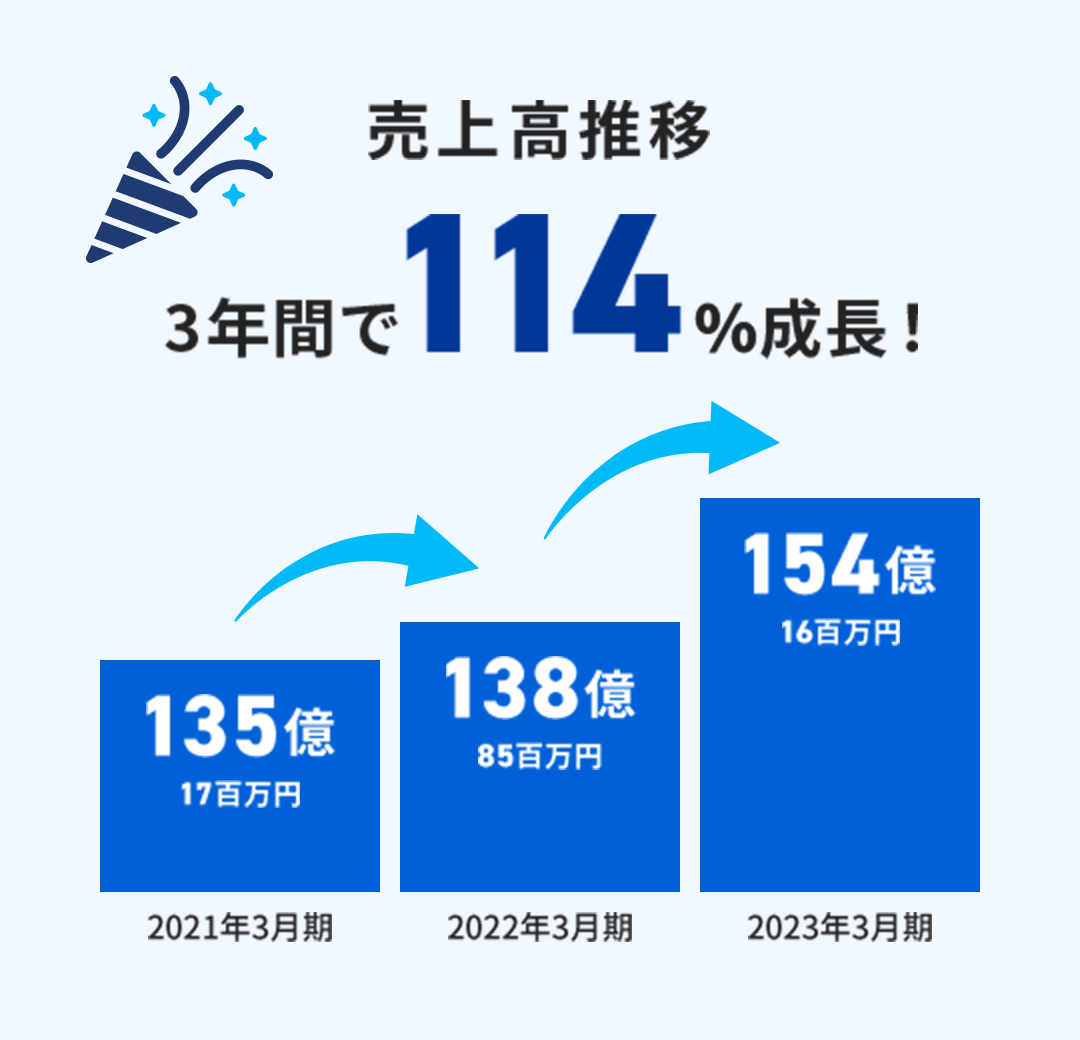 売上高推移
3年間で114%成長！
154億
16百万円
138億
85百万円
135億
17百万円
2021年3月期
2022年3月期
2023年3月期